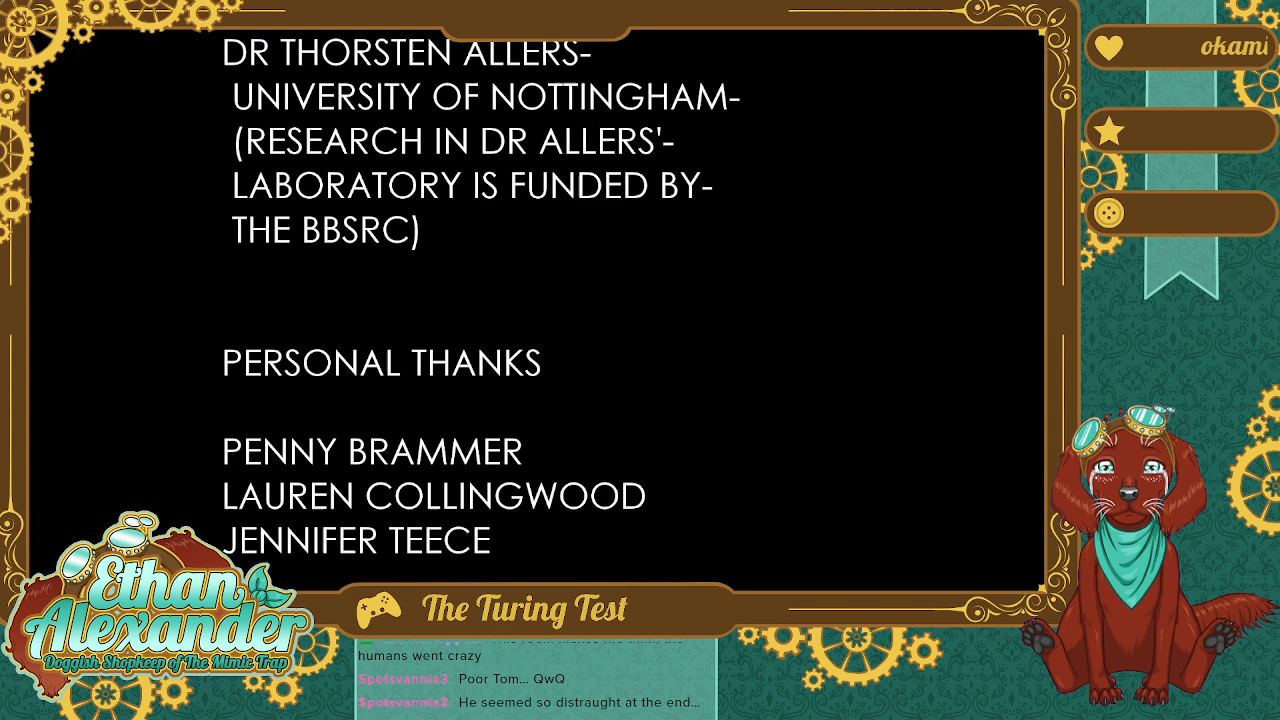 DR THORSTEN ALLERS-
UNIVERSITY OF NOTTINGHAM-
(RESEARCH IN DR ALLERS'-
LABORATORY IS FUNDED BY-
THE BBSRC)
PERSONAL THANKS
PENNY BRAMMER
LAUREN COLLINGWOOD
JENNIFER TEECE
okami
Ethan
Alexander
Doggish Shopkeep of The Mimic Trap
The Turing Test
humans went crazy
Spotsvannia3: Poor Tom... QwQ
Spotsvannia3: He seemed so distraught at the end...